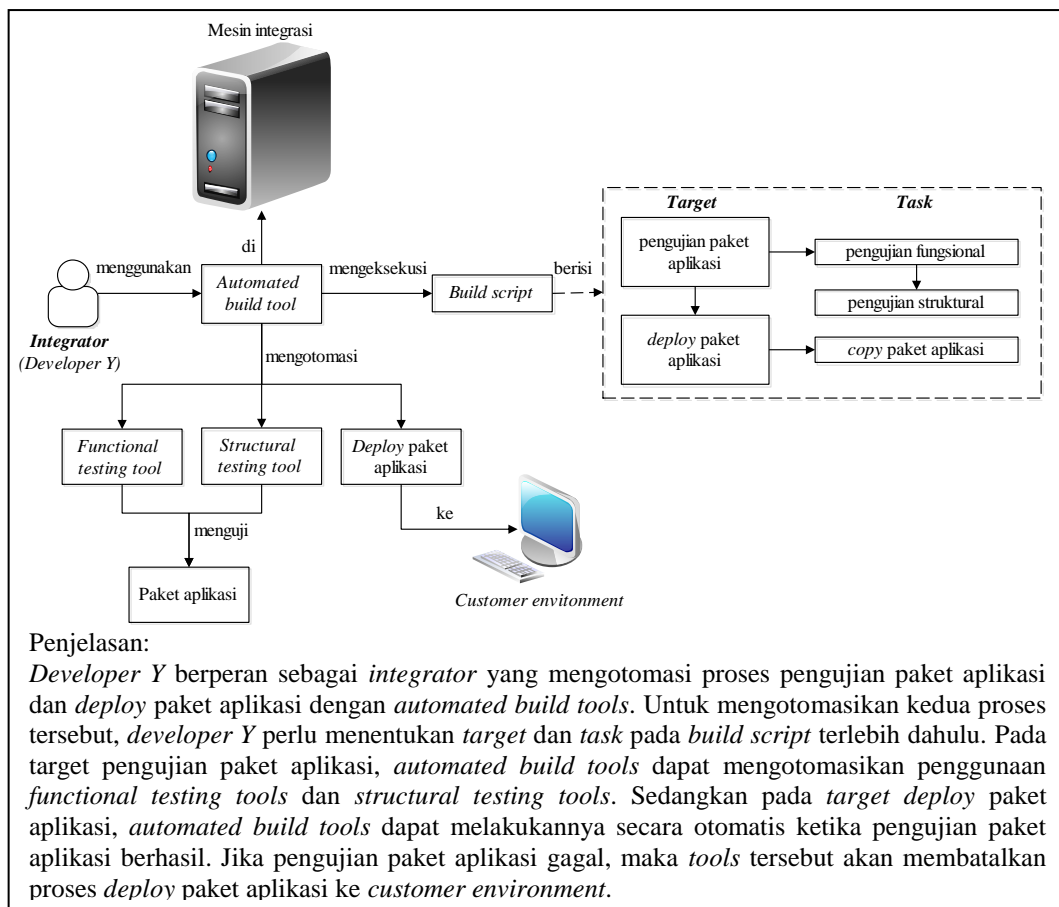 Mesin integrasi
di
menggunakan
Integrator
(Developer Y)
Automated
build tool
mengeksekusi
Build script
berisi
Target
Task
pengujian paket
aplikasi
pengujian fungsional
pengujian struktural
deploy paket
aplikasi
copy paket aplikasi
mengotomasi
Functional
testing tool
Structural
testing tool
Deploy paket
aplikasi
menguji
ke
Paket aplikasi
Customer envitonment
Penjelasan:
Developer Y berperan sebagai integrator yang mengotomasi proses pengujian paket aplikasi
dan deploy paket aplikasi dengan automated build tools. Untuk mengotomasikan kedua proses
tersebut, developer Y perlu menentukan target dan task pada build script terlebih dahulu. Pada
target pengujian paket aplikasi, automated build tools dapat mengotomasikan penggunaan
functional testing tools dan structural testing tools. Sedangkan pada target deploy paket
aplikasi, automated build tools dapat melakukannya secara otomatis ketika pengujian paket
aplikasi berhasil. Jika pengujian paket aplikasi gagal, maka tools tersebut akan membatalkan
proses deploy paket aplikasi ke customer environment.